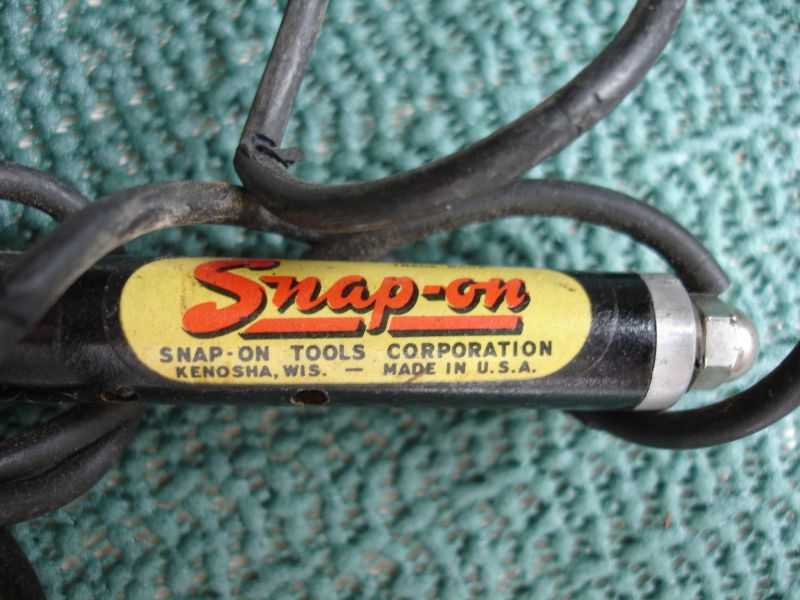 Snap-on
SNAP-ON TOOLS CORPORATION
KENOSHA, WIS. — MADE IN U.S.A.